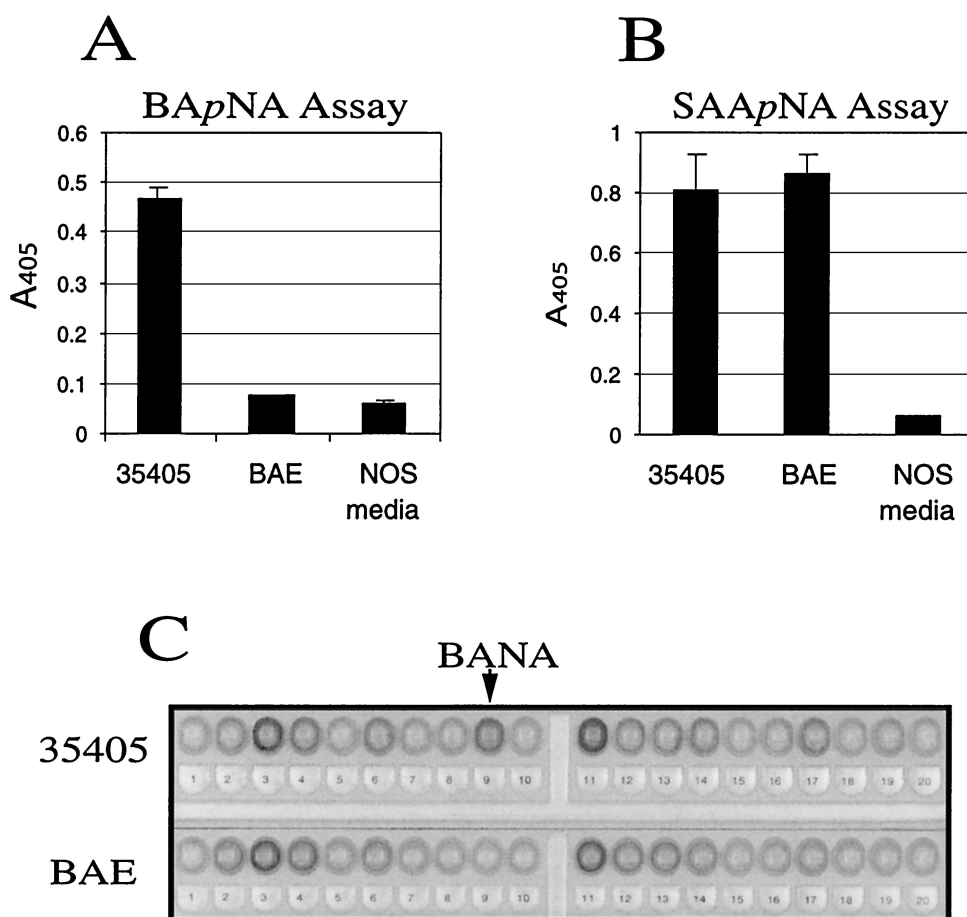 A
BApNA Assay
0.6
0.5
0.4
0.3
0.2
0.1
0
A405
35405
BAE
NOS
media
B
SAApNA Assay
1
0.8
0.6
0.4
0.2
0
A405
35405
BAE
NOS
media
C
BANA
35405
1 2 3 4 5 6 7 8 9 10 11 12 13 14 15 16 17 18 19 20
BAE
1 2 3 4 5 6 7 8 9 10 11 12 13 14 15 16 17 18 19 20